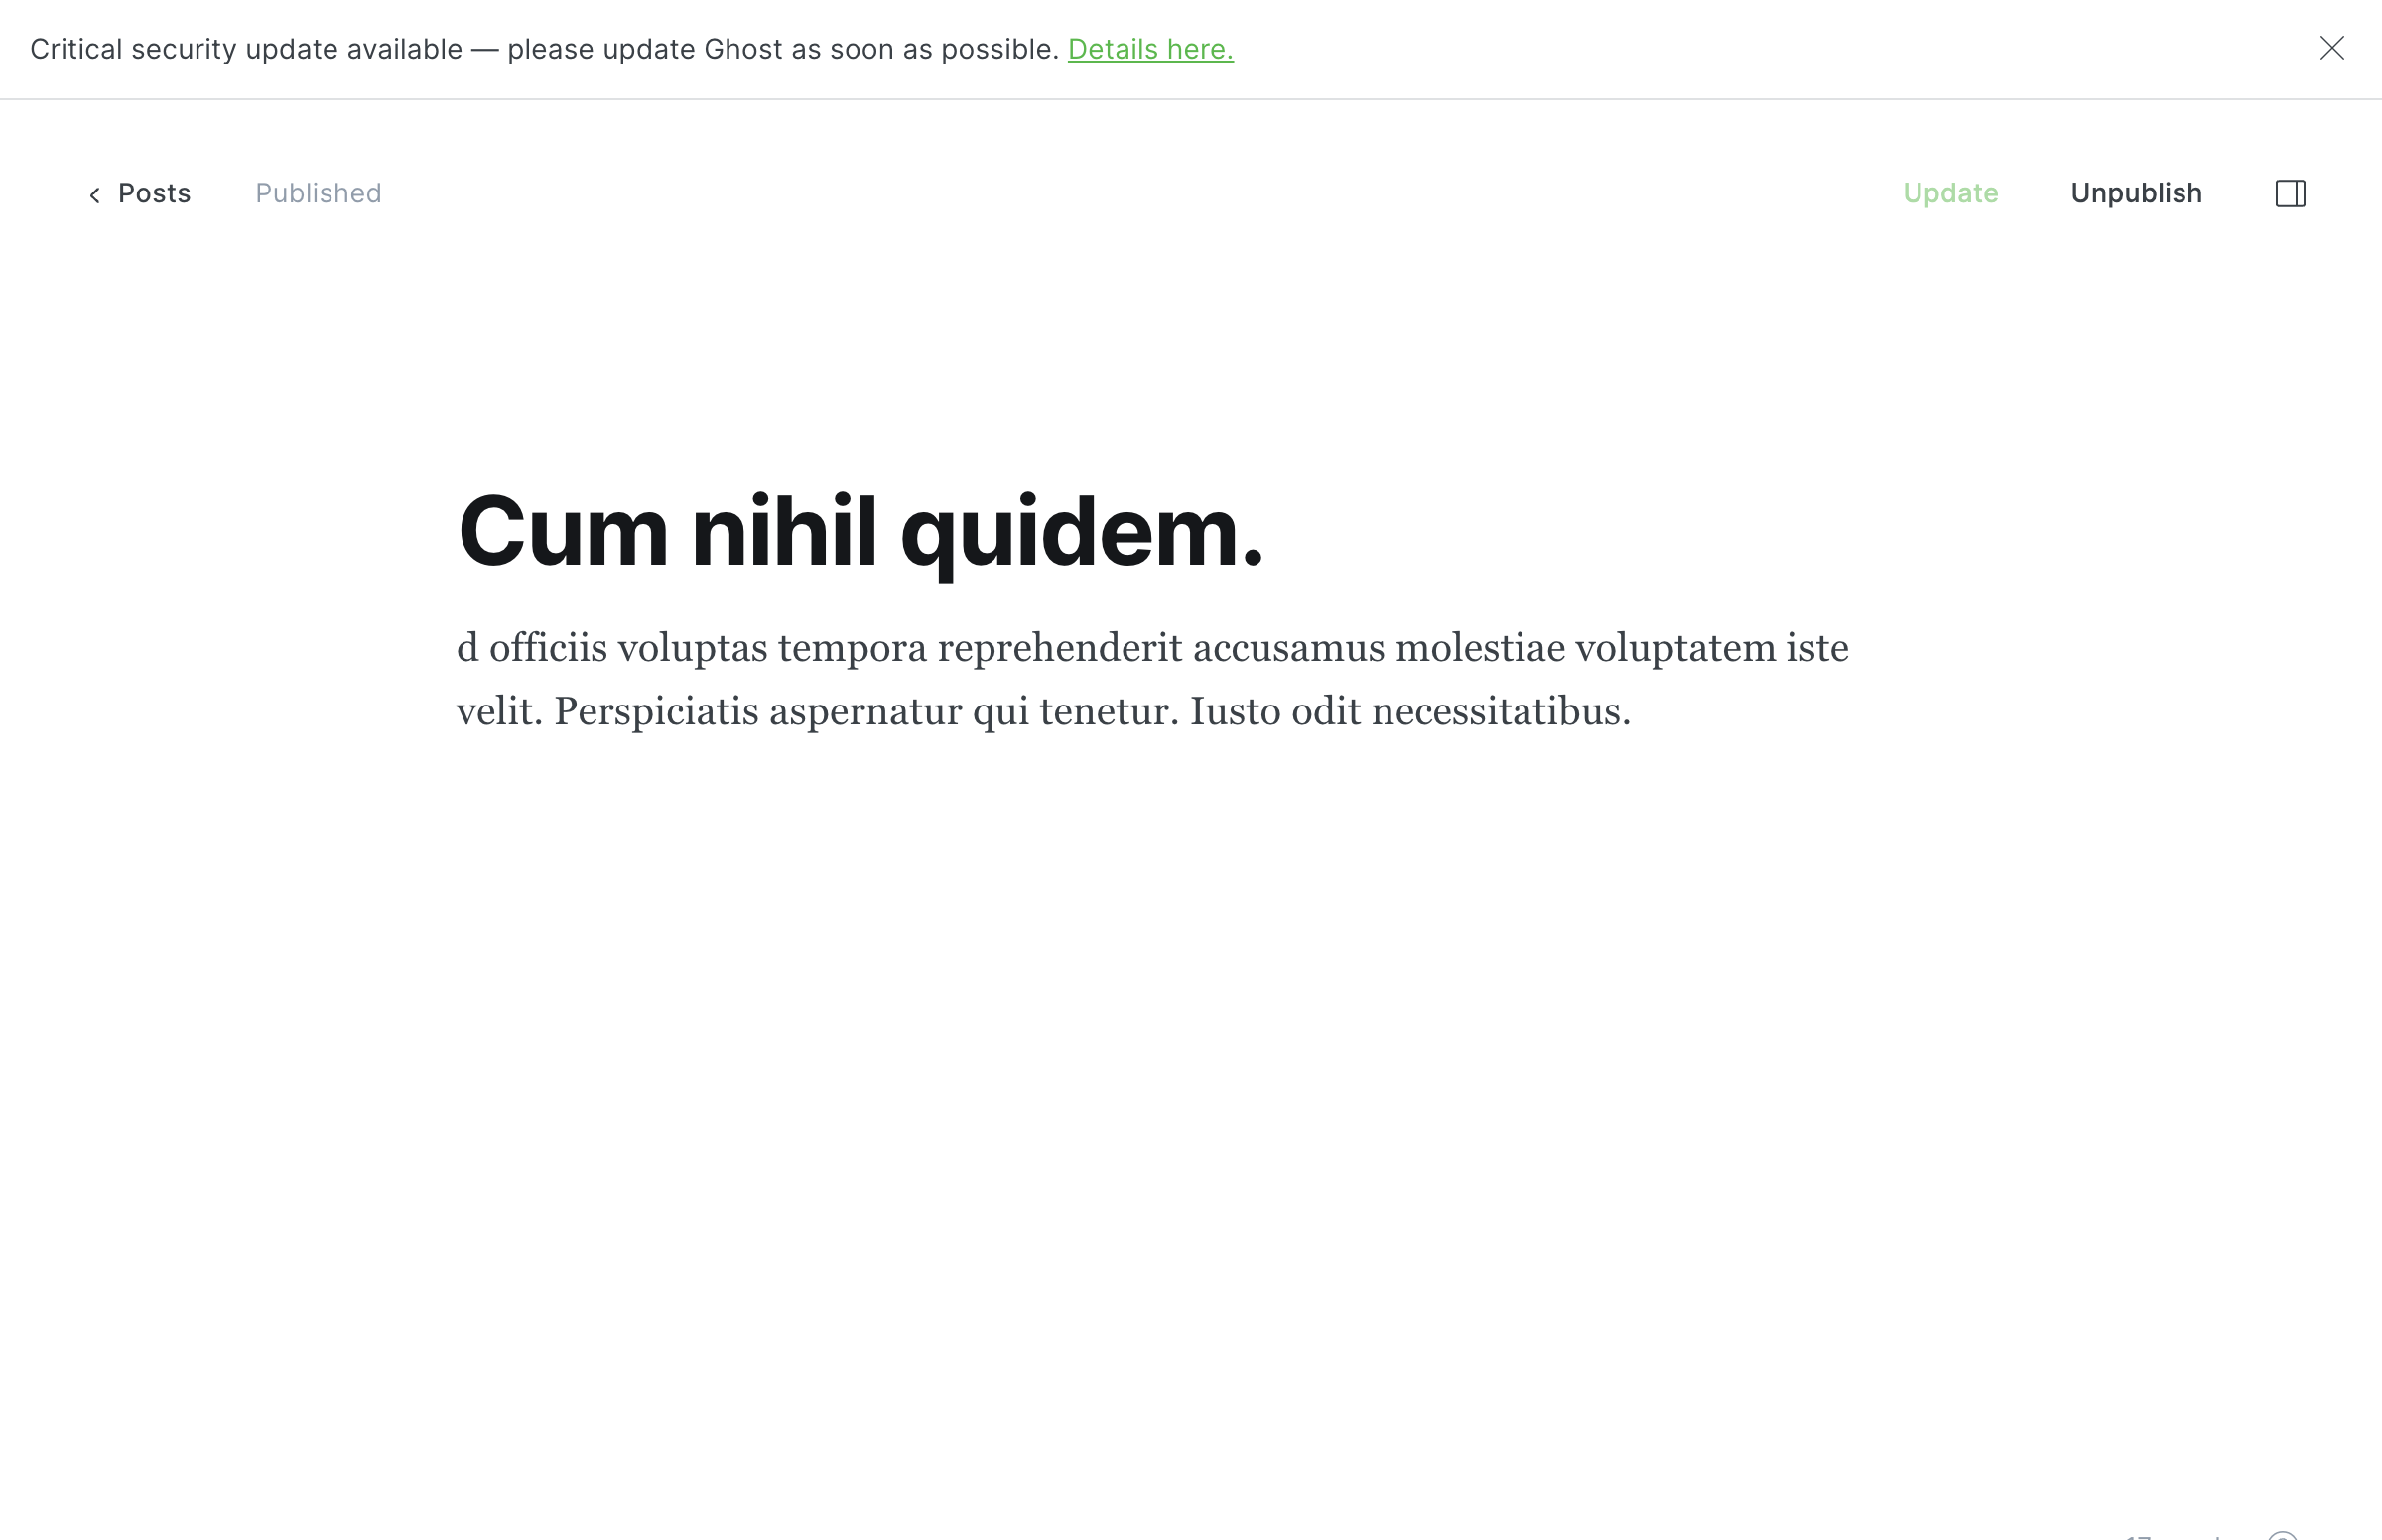 Critical security update available — please update Ghost as soon as possible. Details here.
Posts Published Update Unpublish
Cum nihil quidem.
d officiis voluptas tempora reprehenderit accusamus molestiae voluptatem iste
velit. Perspiciatis aspernatur qui tenetur. Iusto odit necessitatibus.